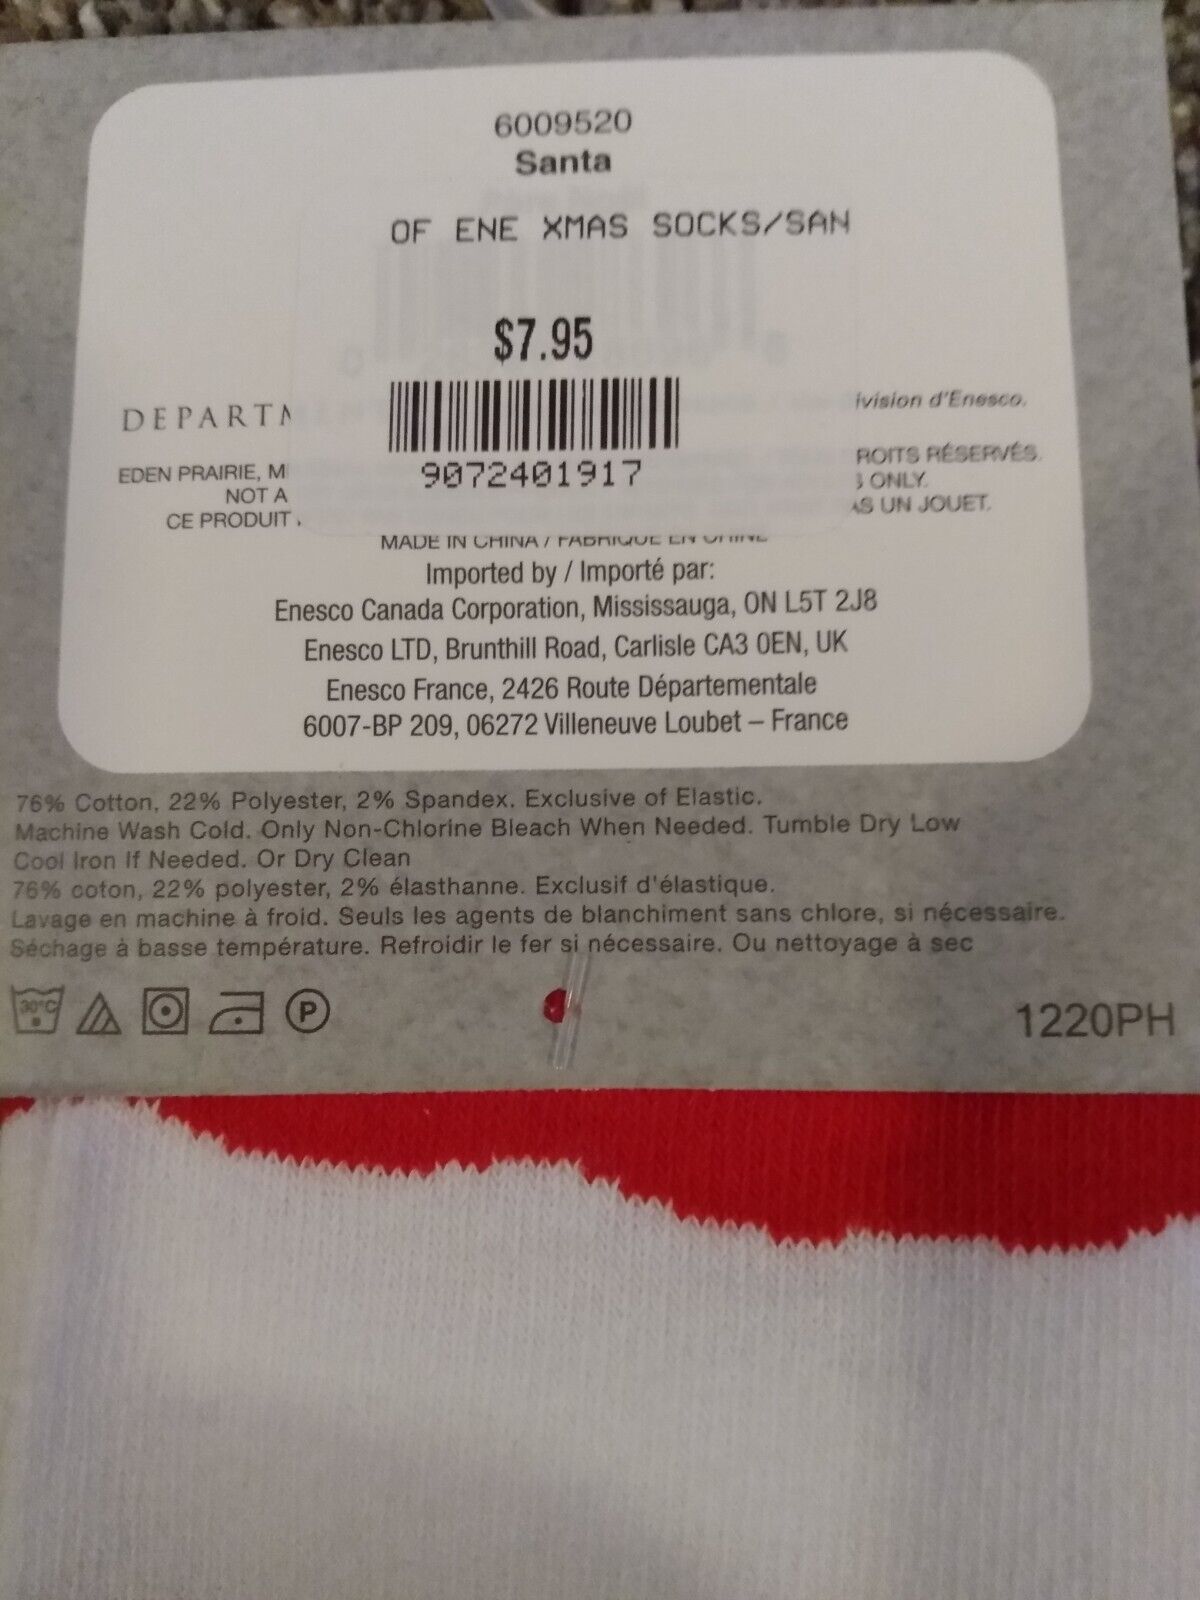 6009520
Santa
OF ENE XMAS SOCKS/SAN
$7.95
9072401917
DEPARTM
ivision d'Enesco.
EDEN PRAIRIE, M
ROITS RÉSERVÉS.
NOT A
ONLY.
CE PRODUIT
AS UN JOUET.
MADE IN CHINA / FABRIQUÉ EN CHINE
Imported by / Importé par:
Enesco Canada Corporation, Mississauga, ON L5T 2J8
Enesco LTD, Brunthill Road, Carlisle CA3 0EN, UK
Enesco France, 2426 Route Départementale
6007-BP 209, 06272 Villeneuve Loubet – France
76% Cotton, 22% Polyester, 2% Spandex. Exclusive of Elastic.
Machine Wash Cold. Only Non-Chlorine Bleach When Needed. Tumble Dry Low
Cool Iron If Needed. Or Dry Clean
76% coton, 22% polyester, 2% élasthanne. Exclusif d'élastique.
Lavage en machine à froid. Seuls les agents de blanchiment sans chlore, si nécessaire.
Séchage à basse température. Refroidir le fer si nécessaire. Ou nettoyage à sec
30°C
P
1220PH